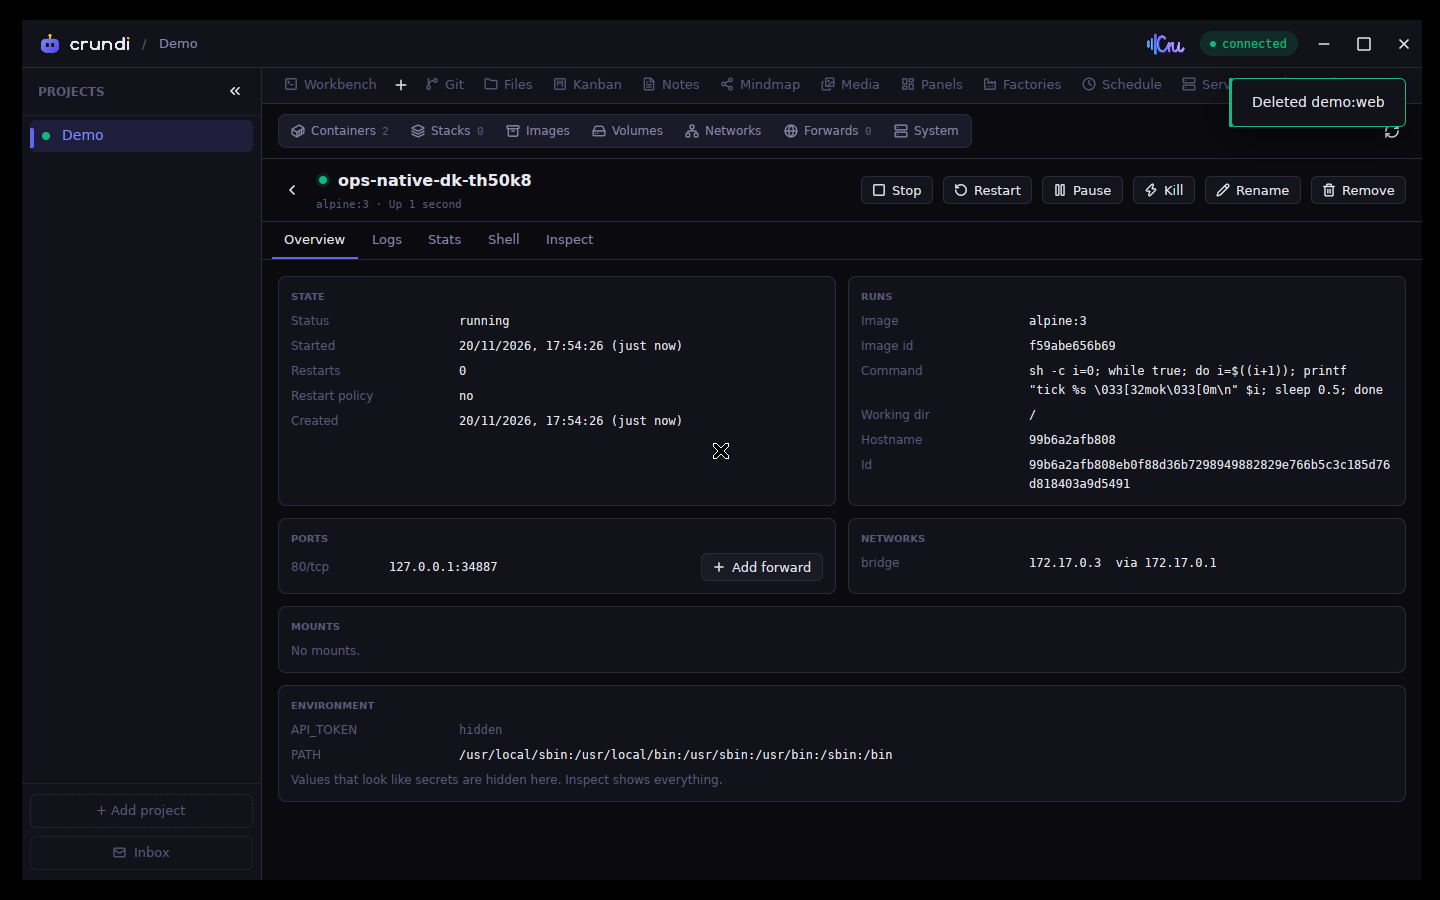 crundi / Demo
Cru
connected
PROJECTS
Demo
+ Add project
Inbox
Workbench
Git
Files
Kanban
Notes
Mindmap
Media
Panels
Factories
Schedule
Deleted demo:web
Containers 2
Stacks 0
Images
Volumes
Networks
Forwards 0
System
ops-native-dk-th50k8
alpine:3 · Up 1 second
Stop
Restart
Pause
Kill
Rename
Remove
Overview
Logs
Stats
Shell
Inspect
STATE
Status running
Started 20/11/2026, 17:54:26 (just now)
Restarts 0
Restart policy no
Created 20/11/2026, 17:54:26 (just now)
RUNS
Image alpine:3
Image id f59abe656b69
Command sh -c i=0; while true; do i=$((i+1)); printf
"tick %s \033[32mok\033[0m\n" $i; sleep 0.5; done
Working dir /
Hostname 99b6a2afb808
Id 99b6a2afb808eb0f88d36b7298949882829e766b5c3c185d76
d818403a9d5491
PORTS
80/tcp 127.0.0.1:34887
+ Add forward
NETWORKS
bridge 172.17.0.3 via 172.17.0.1
MOUNTS
No mounts.
ENVIRONMENT
API_TOKEN hidden
PATH /usr/local/sbin:/usr/local/bin:/usr/sbin:/usr/bin:/sbin:/bin
Values that look like secrets are hidden here. Inspect shows everything.